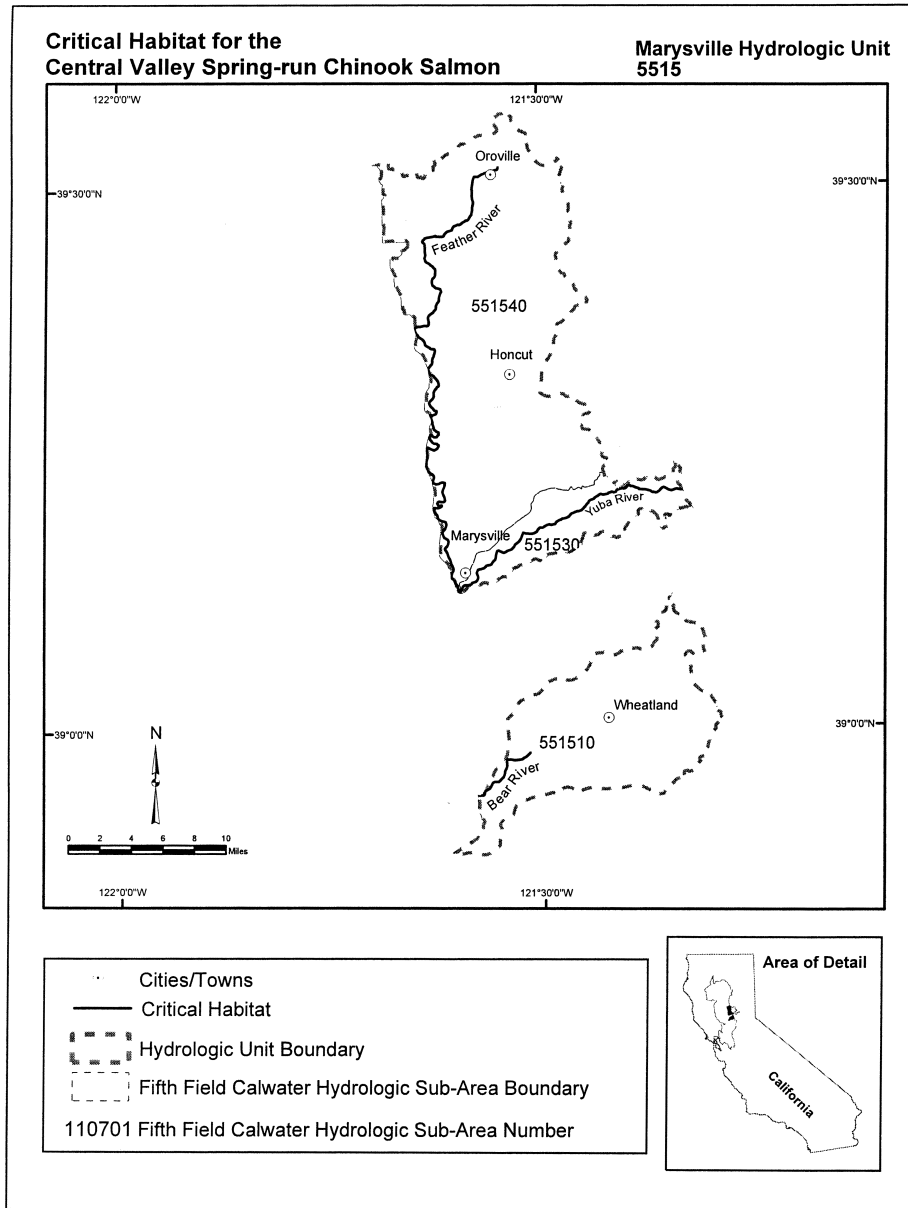 Critical Habitat for the
Central Valley Spring-run Chinook Salmon
Marysville Hydrologic Unit
5515
122°0'0"W
121°30'0"W
39°30'0"N
39°30'0"N
Oroville
Feather River
551540
Honcut
Yuba River
Marysville
551530
Wheatland
39°0'0"N
39°0'0"N
551510
Bear River
N
0 2 4 6 8 10
Miles
122°0'0"W
121°30'0"W
Cities/Towns
Critical Habitat
Hydrologic Unit Boundary
Fifth Field Calwater Hydrologic Sub-Area Boundary
110701 Fifth Field Calwater Hydrologic Sub-Area Number
Area of Detail
California